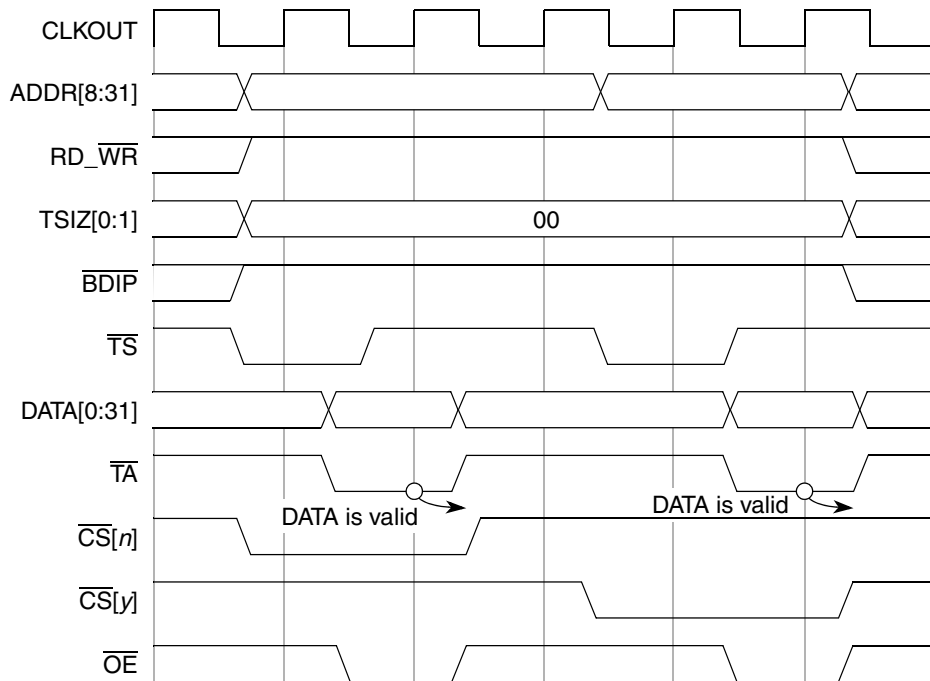 CLKOUT
ADDR[8:31]
RD_WR
TSIZ[0:1]
00
BDIP
TS
DATA[0:31]
TA
DATA is valid
DATA is valid
CS[n]
CS[y]
OE